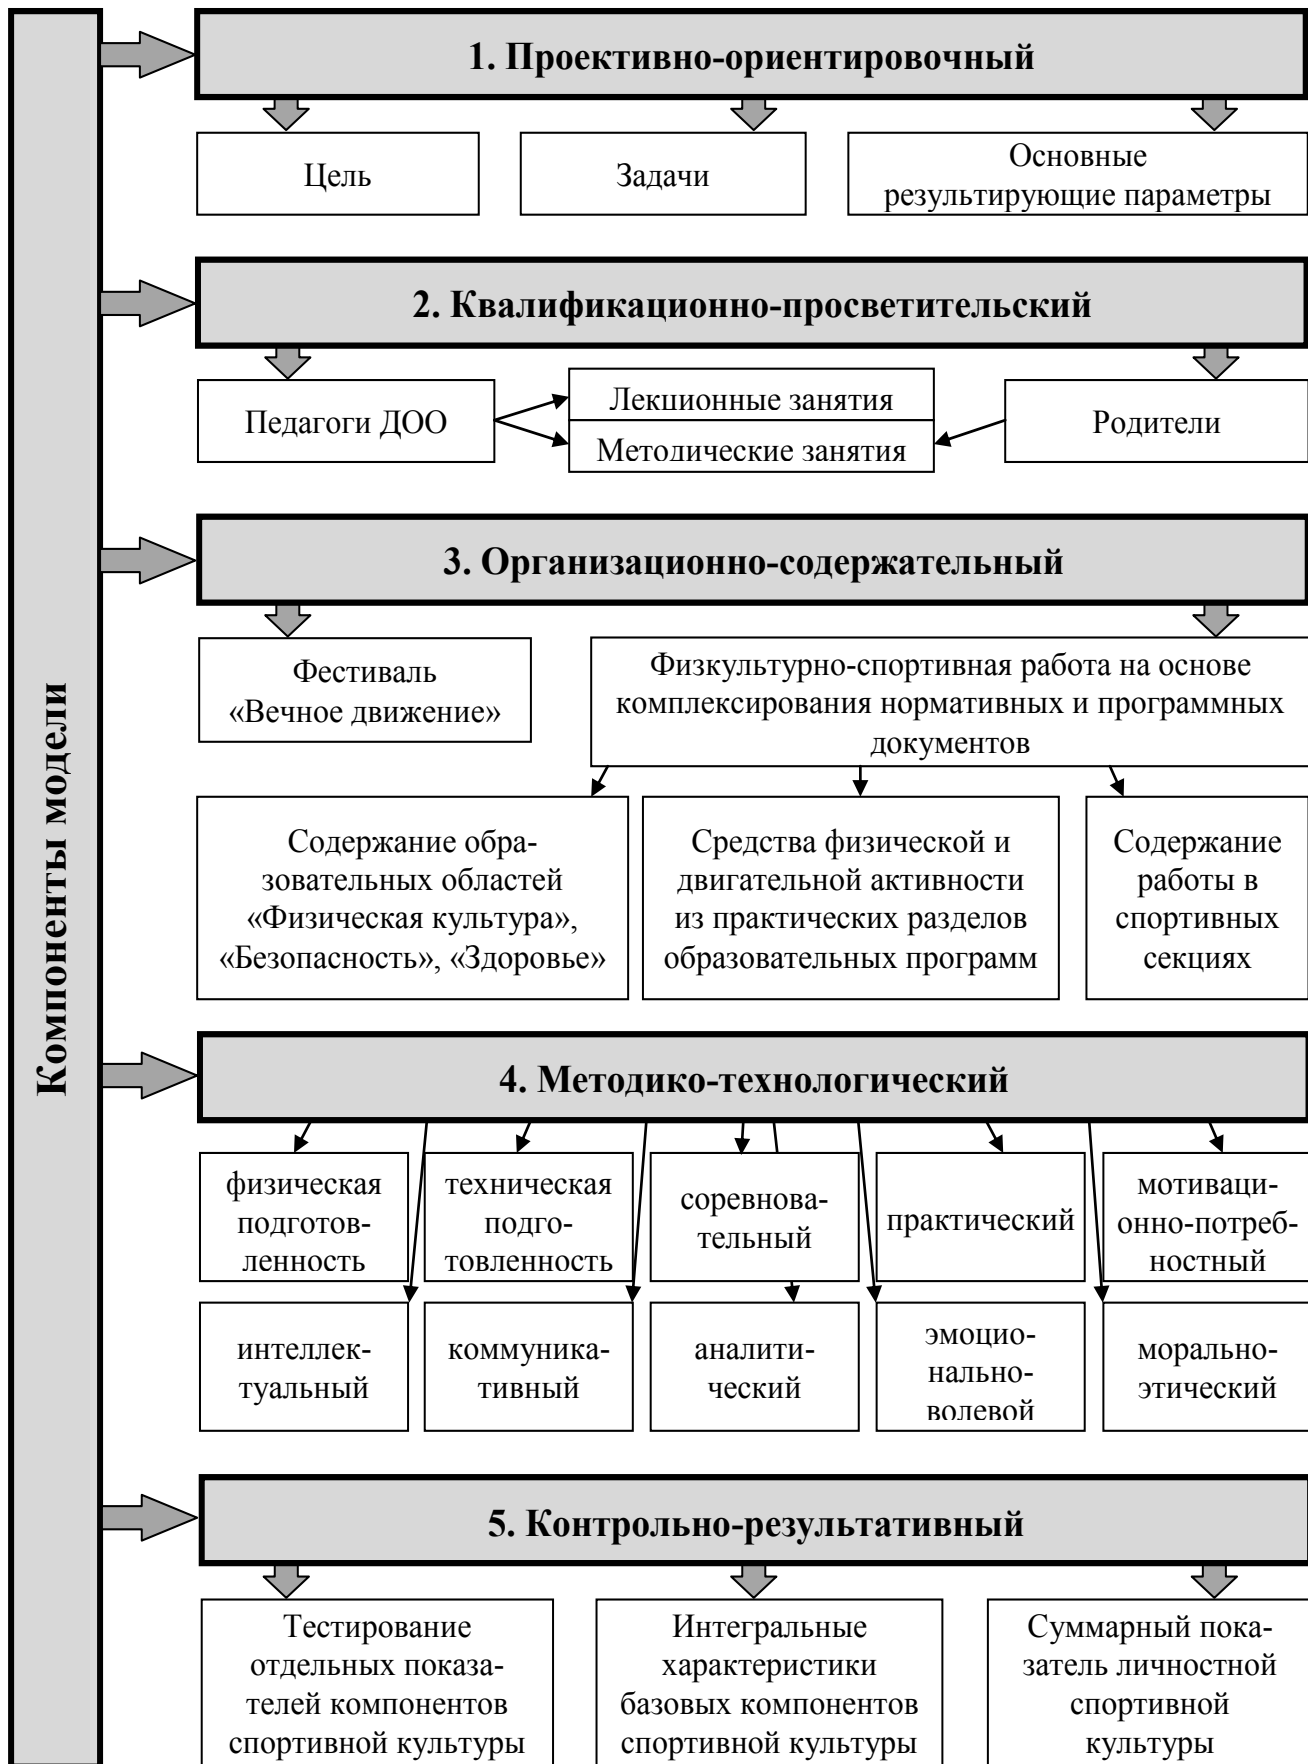 Компоненты модели
1. Проективно-ориентировочный
Цель
Задачи
Основные
результирующие параметры
2. Квалификационно-просветительский
Педагоги ДОО
Лекционные занятия
Методические занятия
Родители
3. Организационно-содержательный
Фестиваль
«Вечное движение»
Физкультурно-спортивная работа на основе
комплексирования нормативных и программных
документов
Содержание обра-
зовательных областей
«Физическая культура»,
«Безопасность», «Здоровье»
Средства физической и
двигательной активности
из практических разделов
образовательных программ
Содержание
работы в
спортивных
секциях
4. Методико-технологический
физическая
подготов-
ленность
техническая
подго-
товленность
соревнова-
тельный
практический
мотиваци-
онно-потреб-
ностный
интеллек-
туальный
коммуника-
тивный
аналити-
ческий
эмоцио-
нально-
волевой
морально-
этический
5. Контрольно-результативный
Тестирование
отдельных показа-
телей компонентов
спортивной культуры
Интегральные
характеристики
базовых компонентов
спортивной культуры
Суммарный пока-
затель личностной
спортивной
культуры